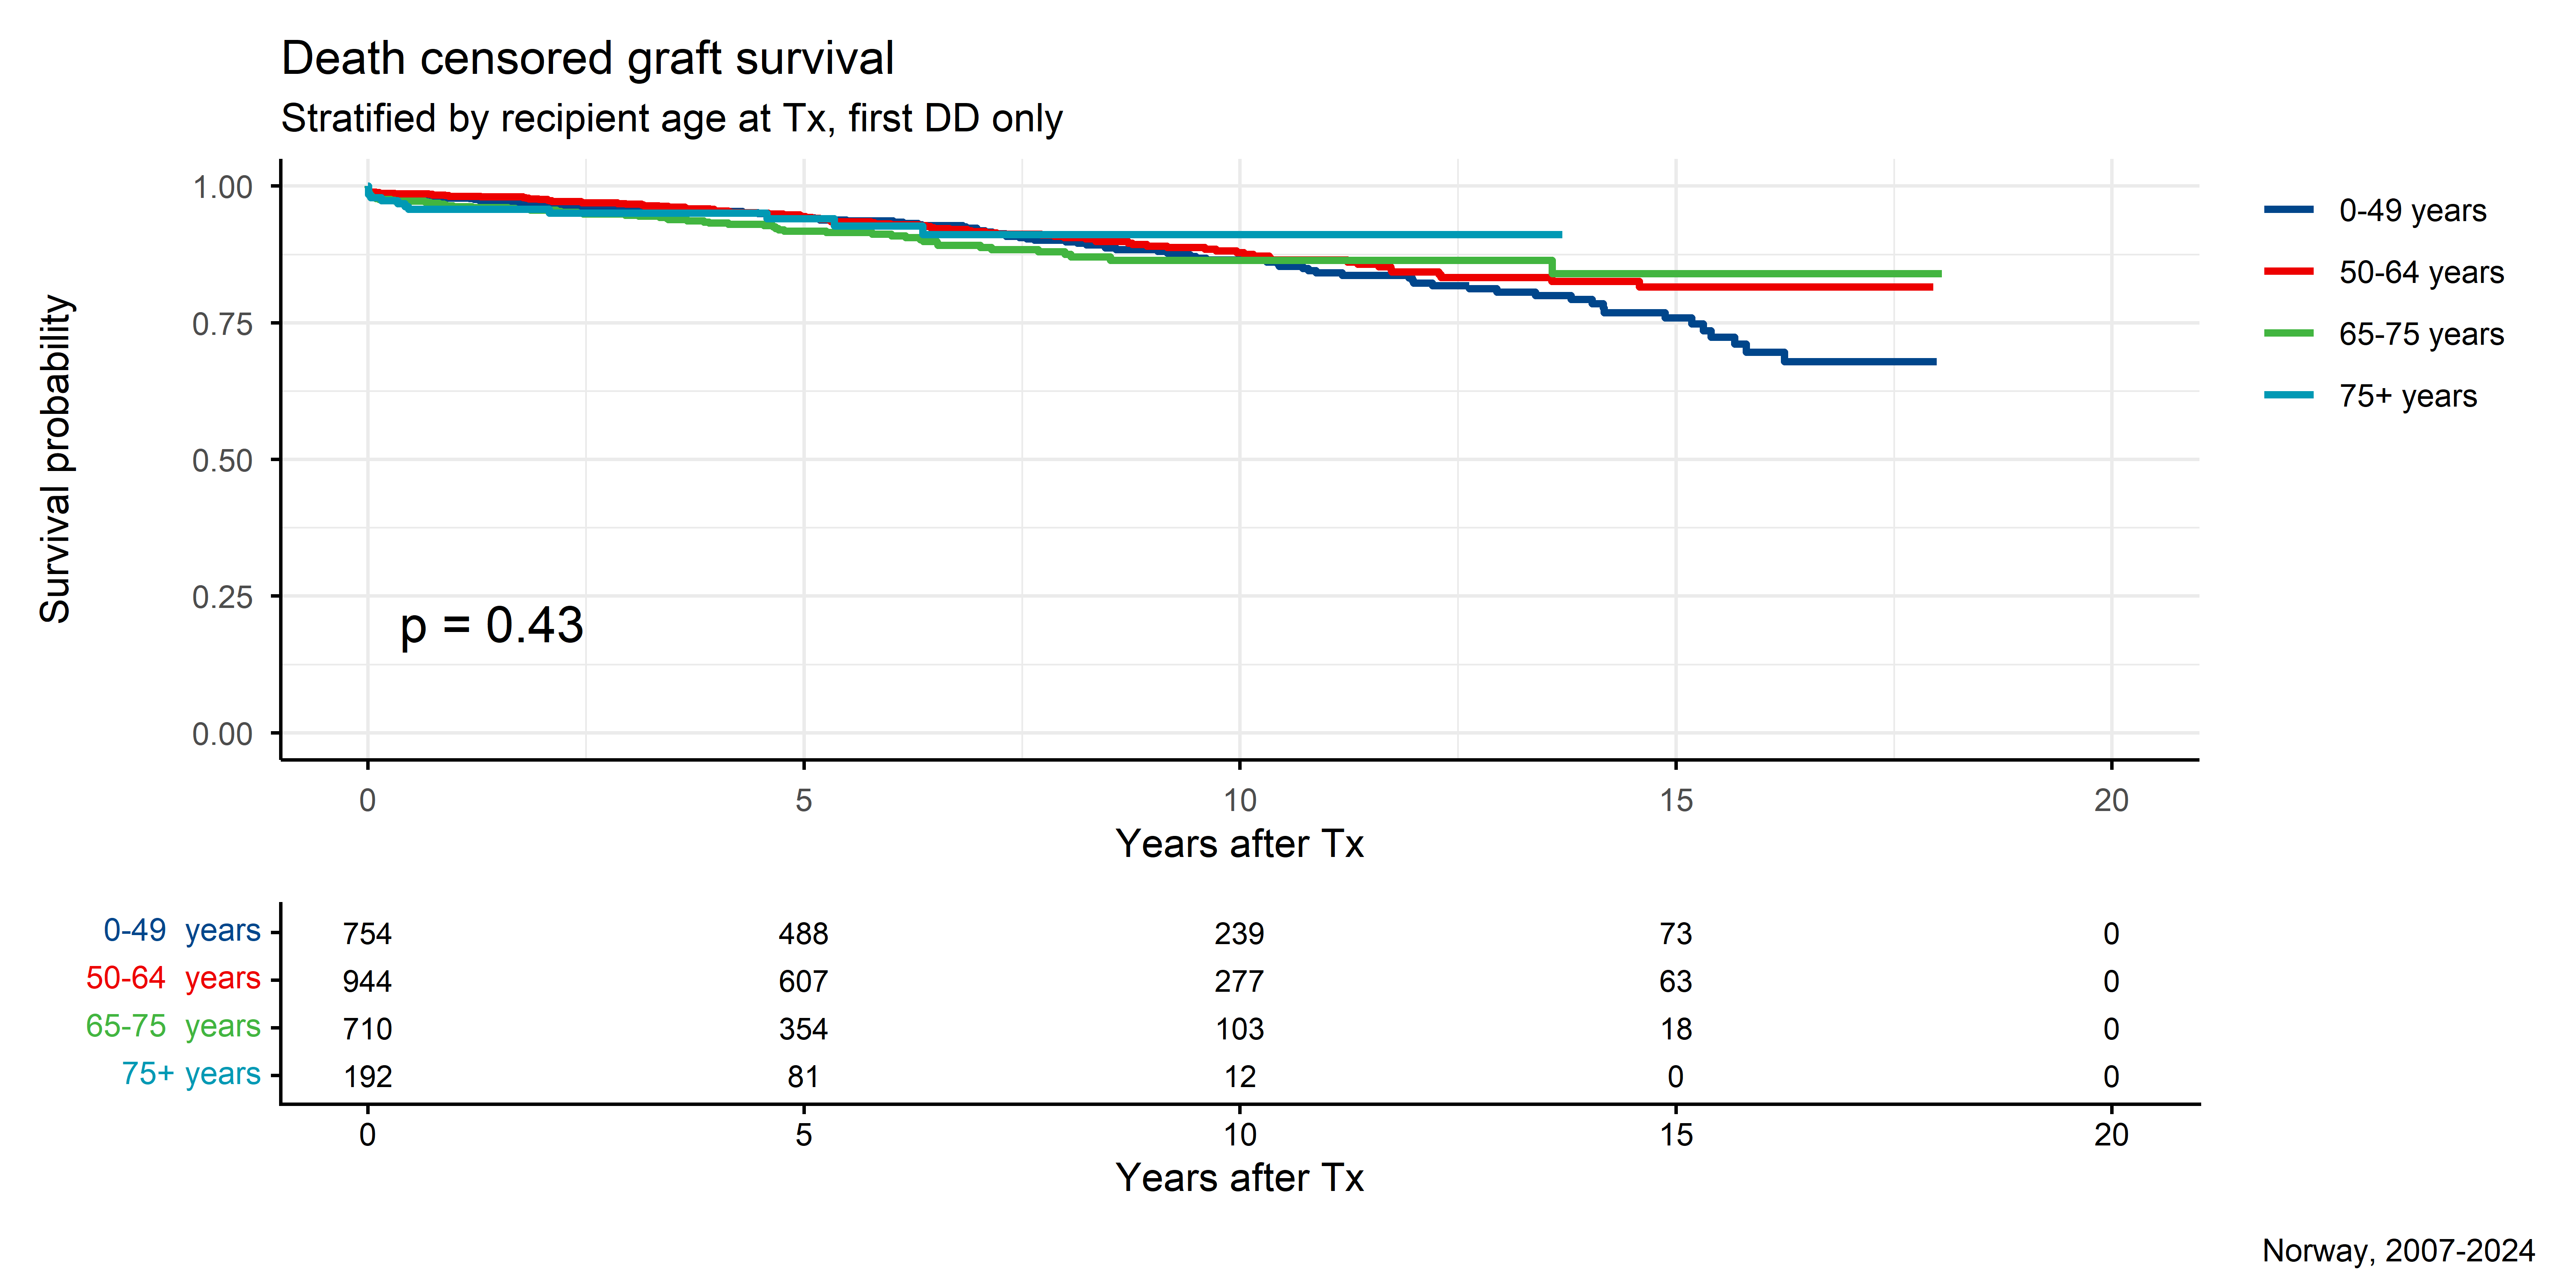 Death censored graft survival
Stratified by recipient age at Tx, first DD only
Survival probability
1.00
0.75
0.50
0.25
0.00
p = 0.43
0 5 10 15 20
Years after Tx
0-49 years
50-64 years
65-75 years
75+ years
0-49 years 754 488 239 73 0
50-64 years 944 607 277 63 0
65-75 years 710 354 103 18 0
75+ years 192 81 12 0 0
0 5 10 15 20
Years after Tx
Norway, 2007-2024